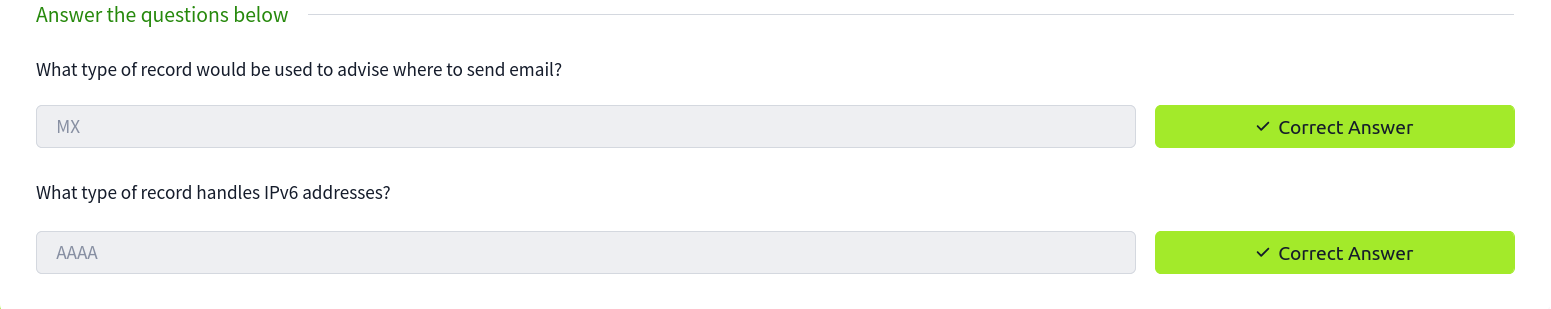 Answer the questions below
What type of record would be used to advise where to send email?
MX
Correct Answer
What type of record handles IPv6 addresses?
AAAA
Correct Answer